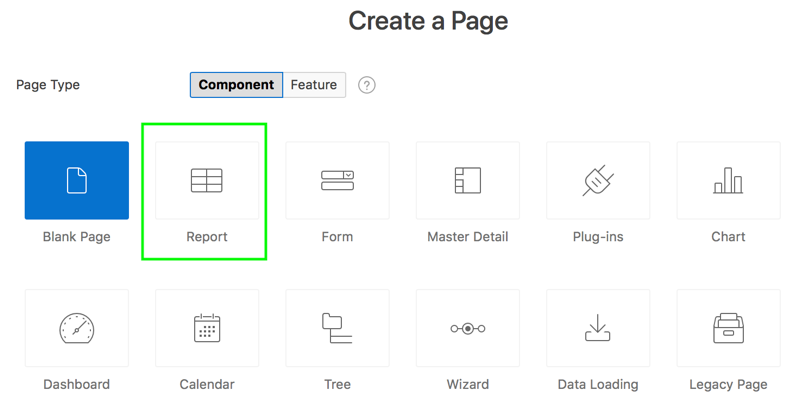 Create a Page
Page Type
Component Feature ?
Blank Page Report Form Master Detail Plug-ins Chart
Dashboard Calendar Tree Wizard Data Loading Legacy Page